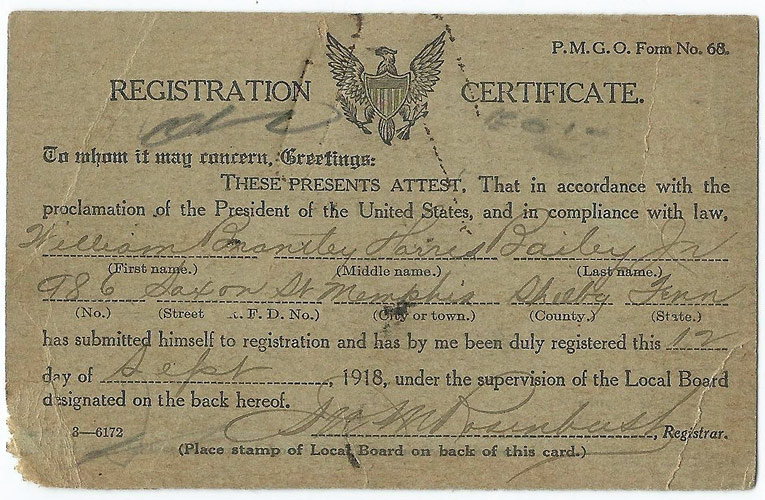 P.M.G.O. Form No. 68.
REGISTRATION CERTIFICATE.
To whom it may concern, Greetings:
THESE PRESENTS ATTEST, That in accordance with the
proclamation of the President of the United States, and in compliance with law,
William Brantley Harris Bailey Jr
(First name.) (Middle name.) (Last name.)
986 Saxon St Memphis Shelby Tenn
(No.) (Street F. D. No.) (City or town.) (County.) (State.)
has submitted himself to registration and has by me been duly registered this 12
day of Sept, 1918, under the supervision of the Local Board
designated on the back hereof.
Rosenbush
3—6172 , Registrar.
(Place stamp of Local Board on back of this card.)